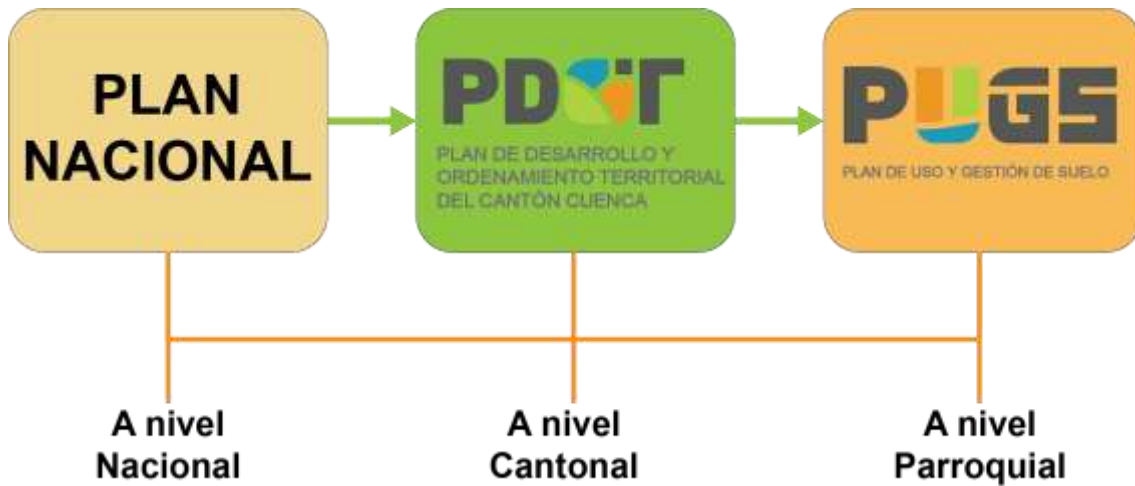 PLAN
NACIONAL
PDOT
PLAN DE DESARROLLO Y
ORDENAMIENTO TERRITORIAL
DEL CANTÓN CUENCA
PUGS
PLAN DE USO Y GESTIÓN DE SUELO
A nivel
Nacional
A nivel
Cantonal
A nivel
Parroquial